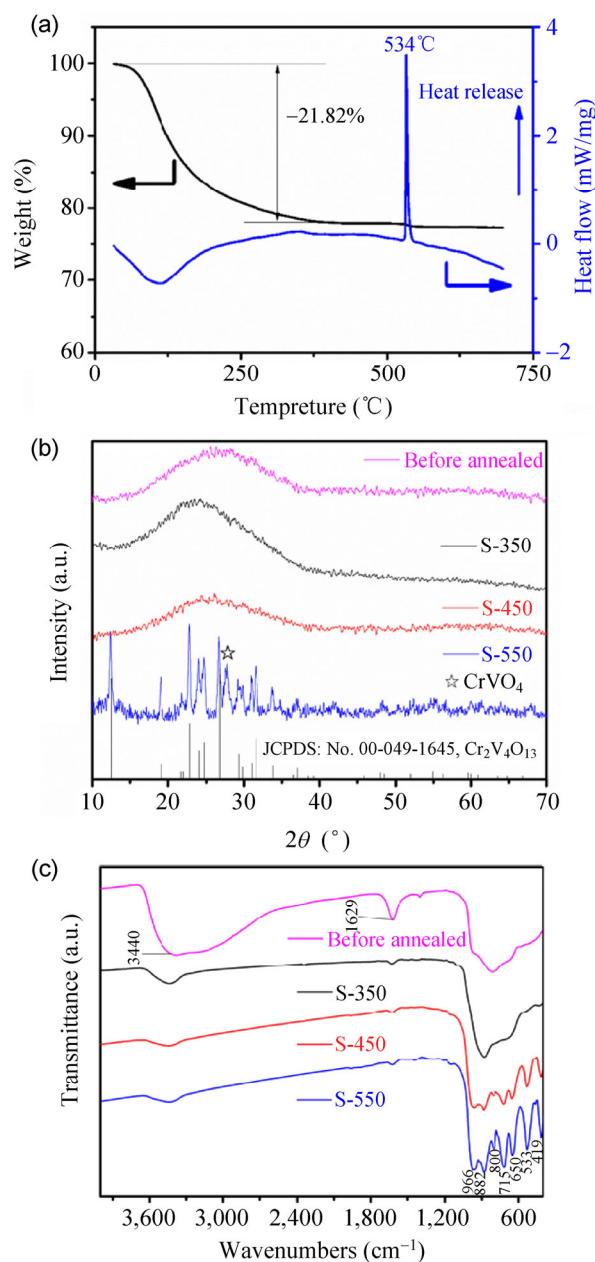 (a)
534℃
100
90
80
70
60
Weight (%)
−21.82%
Heat release
4
2
0
−2
Heat flow (mW/mg)
0
250
500
750
Tempreture (℃)
(b)
Before annealed
S-350
S-450
S-550
☆ CrVO₄
☆
JCPDS: No. 00-049-1645, Cr₂V₄O₁₃
Intensity (a.u.)
10
20
30
40
50
60
70
2θ (°)
(c)
3440
1629
Before annealed
S-350
S-450
S-550
966
882
800
715
650
533
419
Transmittance (a.u.)
3,600
3,000
2,400
1,800
1,200
600
Wavenumbers (cm⁻¹)